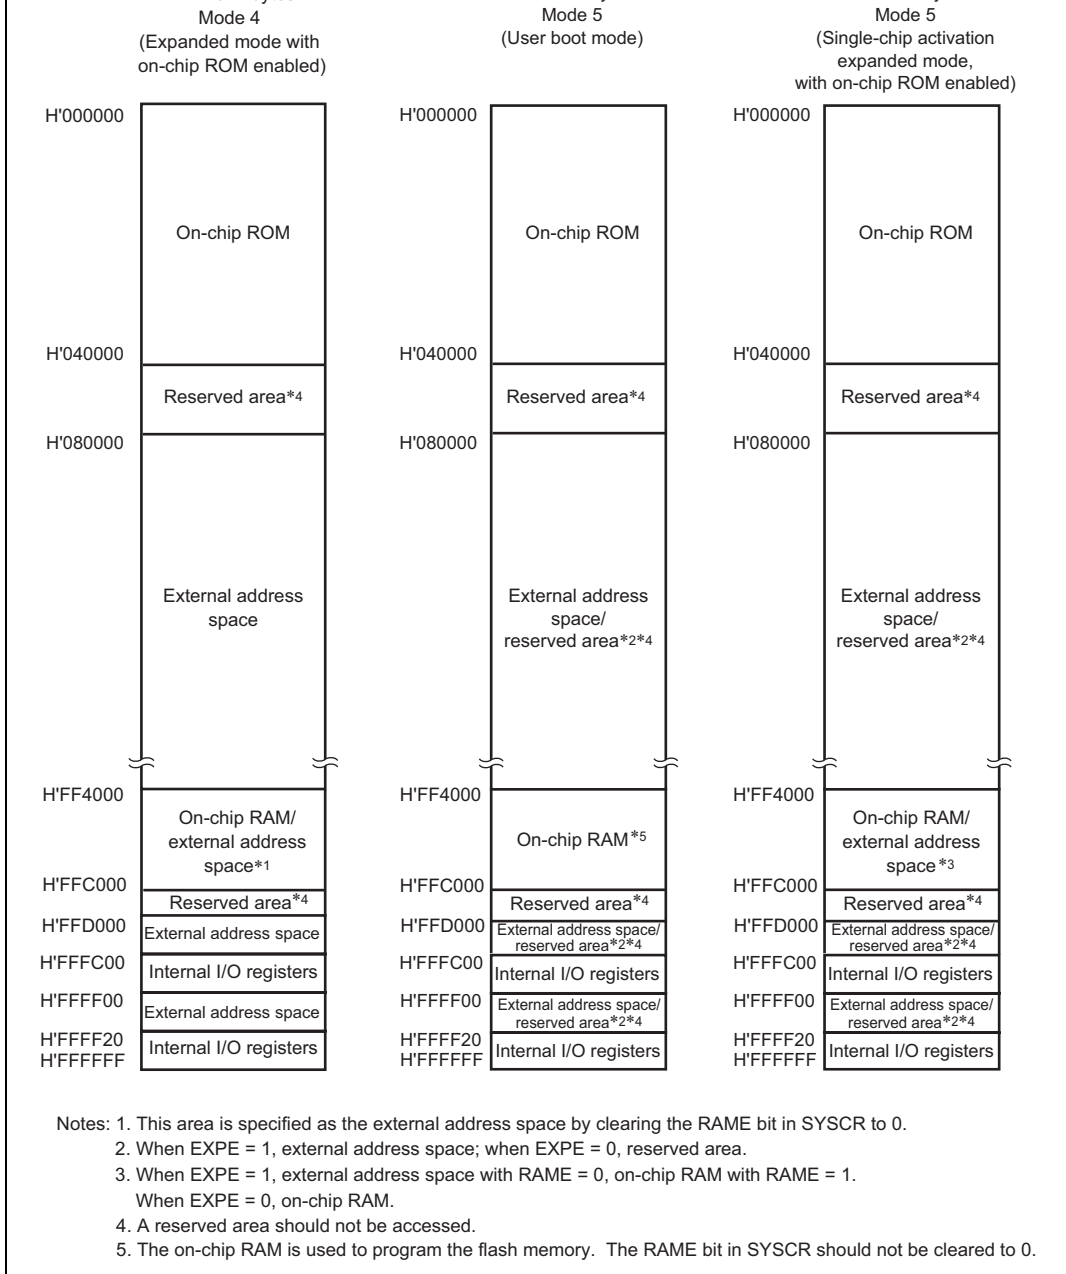 Mode 4
(Expanded mode with
on-chip ROM enabled)
H'000000
On-chip ROM
H'040000
Reserved area*4
H'080000
External address
space
H'FF4000
On-chip RAM/
external address
space*1
H'FFC000
Reserved area*4
H'FFD000
External address space
H'FFFC00
Internal I/O registers
H'FFFF00
External address space
H'FFFF20
Internal I/O registers
H'FFFFFF
Mode 5
(User boot mode)
H'000000
On-chip ROM
H'040000
Reserved area*4
H'080000
External address
space/
reserved area*2*4
H'FF4000
On-chip RAM*5
H'FFC000
Reserved area*4
H'FFD000
External address space/
reserved area*2*4
H'FFFC00
Internal I/O registers
H'FFFF00
External address space/
reserved area*2*4
H'FFFF20
Internal I/O registers
H'FFFFFF
Mode 5
(Single-chip activation
expanded mode,
with on-chip ROM enabled)
H'000000
On-chip ROM
H'040000
Reserved area*4
H'080000
External address
space/
reserved area*2*4
H'FF4000
On-chip RAM/
external address
space*3
H'FFC000
Reserved area*4
H'FFD000
External address space/
reserved area*2*4
H'FFFC00
Internal I/O registers
H'FFFF00
External address space/
reserved area*2*4
H'FFFF20
Internal I/O registers
H'FFFFFF
Notes: 1. This area is specified as the external address space by clearing the RAME bit in SYSCR to 0.
2. When EXPE = 1, external address space; when EXPE = 0, reserved area.
3. When EXPE = 1, external address space with RAME = 0, on-chip RAM with RAME = 1.
When EXPE = 0, on-chip RAM.
4. A reserved area should not be accessed.
5. The on-chip RAM is used to program the flash memory. The RAME bit in SYSCR should not be cleared to 0.